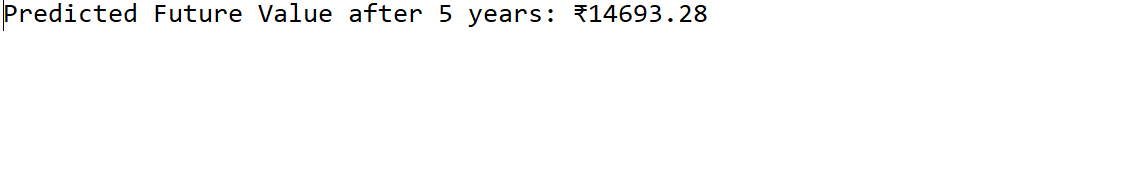 Predicted Future Value after 5 years: ₹14693.28